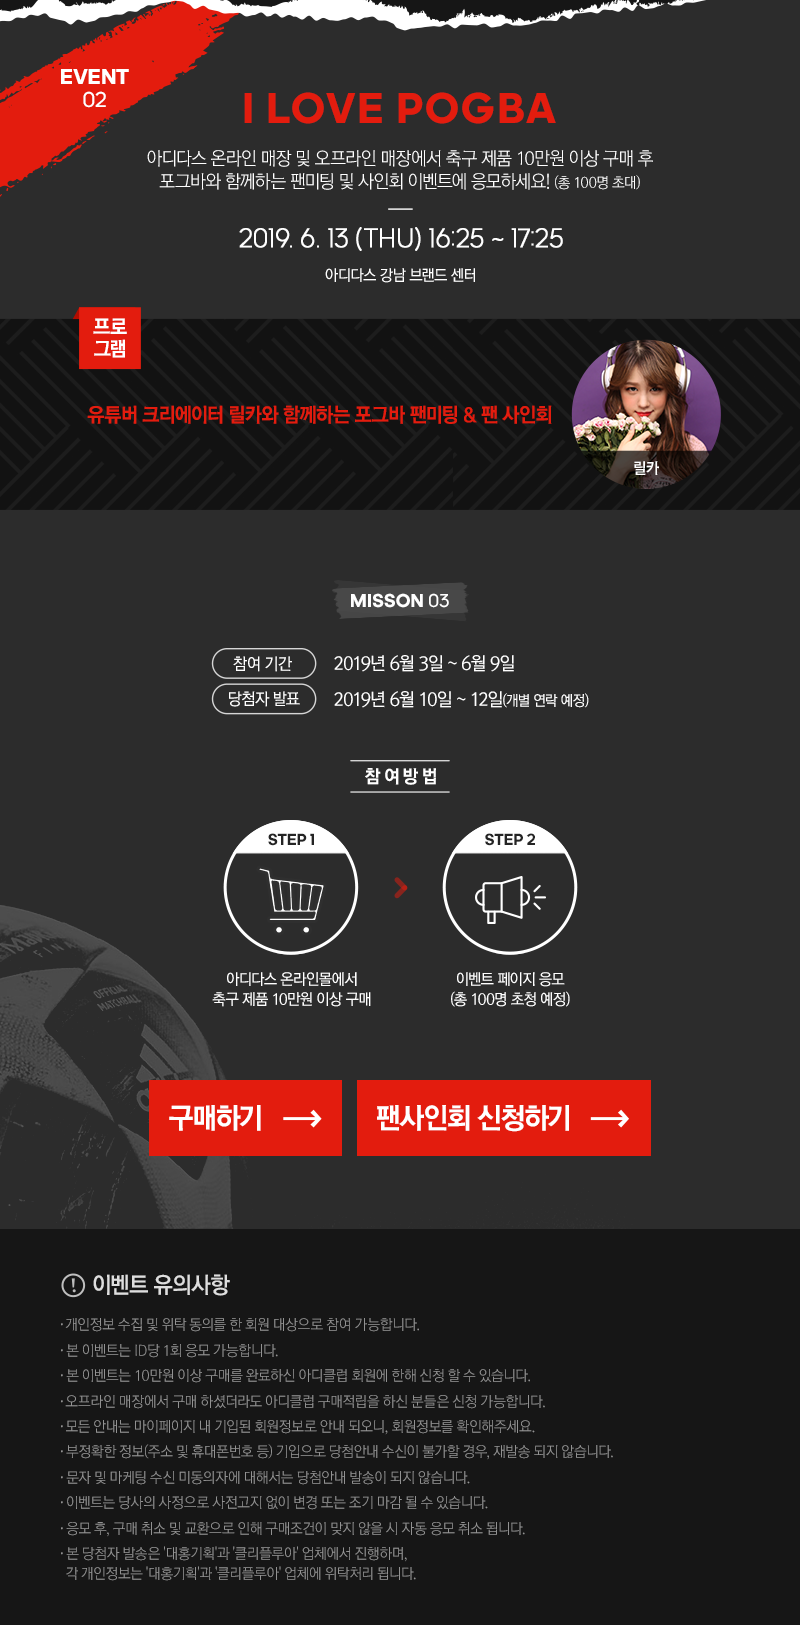 EVENT
02
I LOVE POGBA
아디다스 온라인 매장 및 오프라인 매장에서 축구 제품 10만원 이상 구매 후
포그바와 함께하는 팬미팅 및 사인회 이벤트에 응모하세요! (총 100명 초대)
2019. 6. 13 (THU) 16:25 ~ 17:25
아디다스 강남 브랜드 센터
프로
그램
유튜버 크리에이터 릴카와 함께하는 포그바 팬미팅 & 팬 사인회
릴카
MISSON 03
참여 기간 2019년 6월 3일 ~ 6월 9일
당첨자 발표 2019년 6월 10일 ~ 12일(개별 연락 예정)
참여방법
STEP 1
STEP 2
아디다스 온라인몰에서
축구 제품 10만원 이상 구매
이벤트 페이지 응모
(총 100명 초청 예정)
FINA
OFFICIAL
MATCHBALL
구매하기
팬사인회 신청하기
이벤트 유의사항
·개인정보 수집 및 위탁 동의를 한 회원 대상으로 참여 가능합니다.
·본 이벤트는 ID당 1회 응모 가능합니다.
·본 이벤트는 10만원 이상 구매를 완료하신 아디클럽 회원에 한해 신청 할 수 있습니다.
·오프라인 매장에서 구매 하셨더라도 아디클럽 구매적립을 하신 분들은 신청 가능합니다.
·모든 안내는 마이페이지 내 기입된 회원정보로 안내 되오니, 회원정보를 확인해주세요.
·부정확한 정보(주소 및 휴대폰번호 등) 기입으로 당첨안내 수신이 불가할 경우, 재발송 되지 않습니다.
·문자 및 마케팅 수신 미동의자에 대해서는 당첨안내 발송이 되지 않습니다.
·이벤트는 당사의 사정으로 사전고지 없이 변경 또는 조기 마감 될 수 있습니다.
·응모 후, 구매 취소 및 교환으로 인해 구매조건이 맞지 않을 시 자동 응모 취소 됩니다.
·본 당첨자 발송은 '대홍기획'과 '클리플루아' 업체에서 진행하며,
각 개인정보는 '대홍기획'과 '클리플루아' 업체에 위탁처리 됩니다.